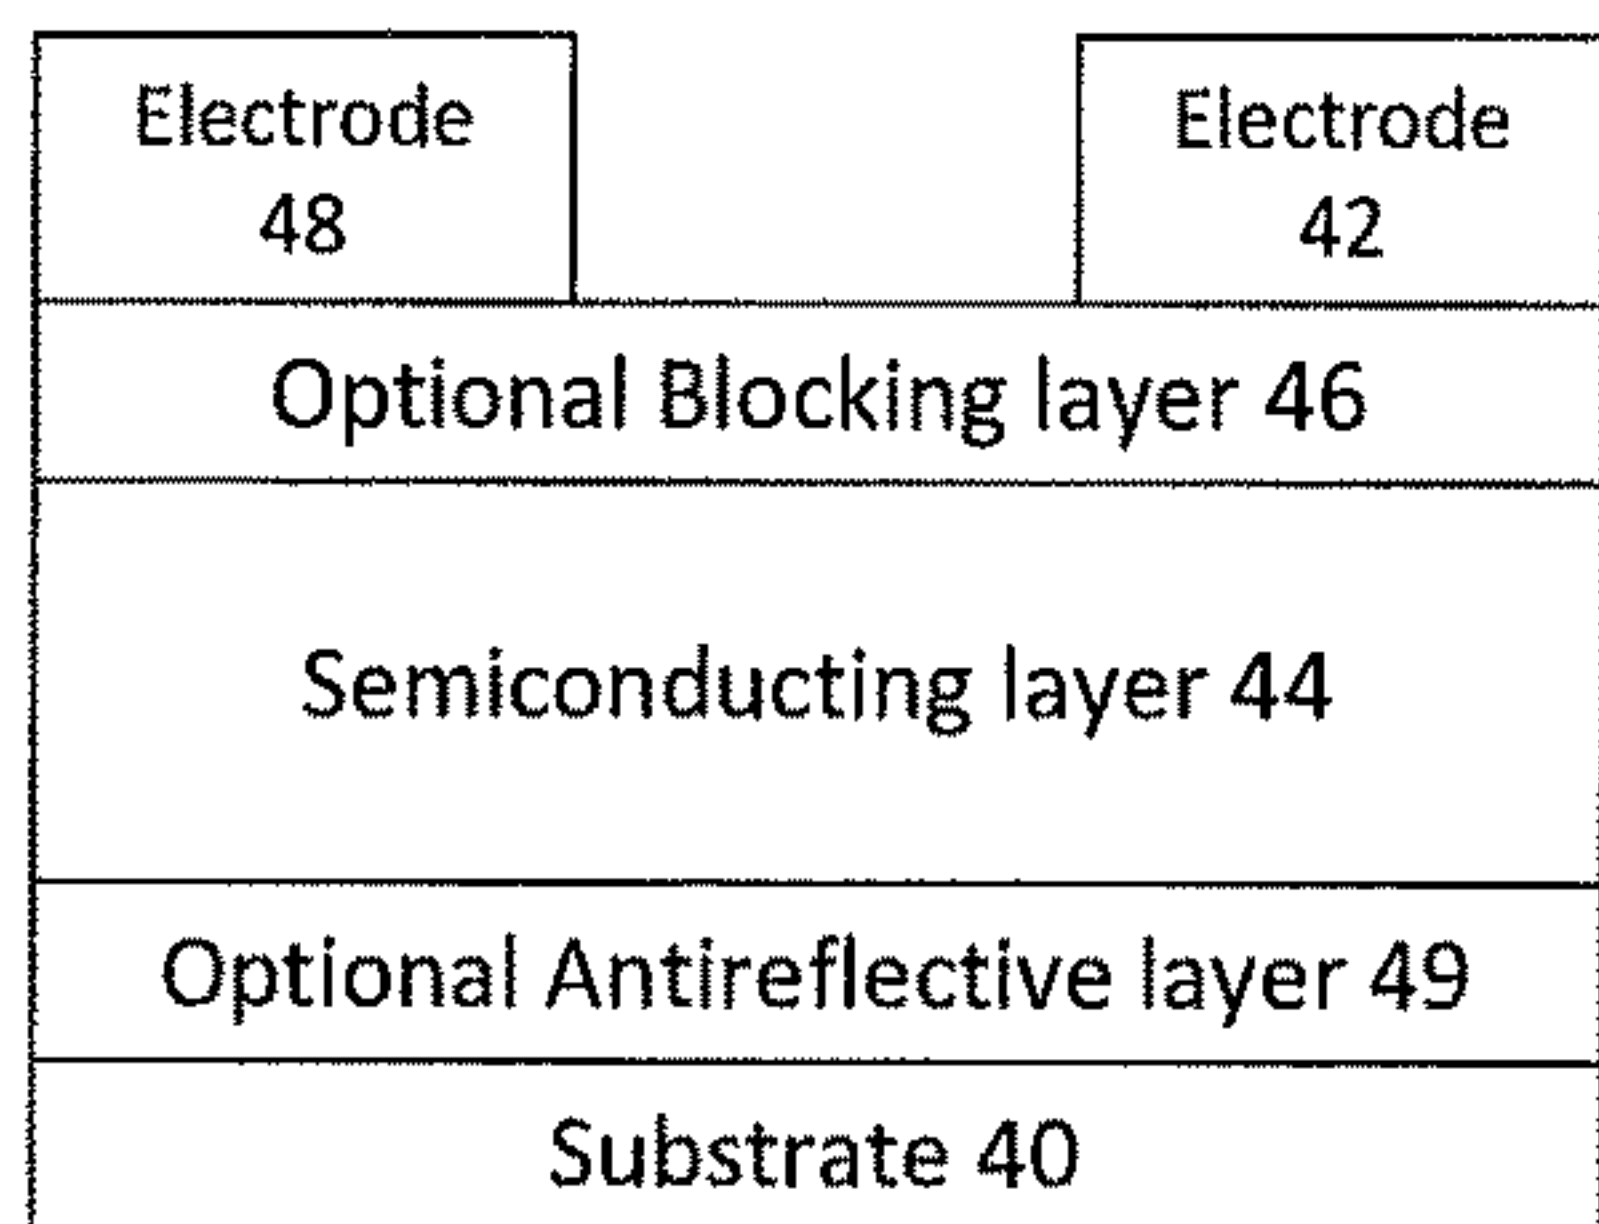 Electrode
48
Electrode
42
Optional Blocking layer 46
Semiconducting layer 44
Optional Antireflective layer 49
Substrate 40